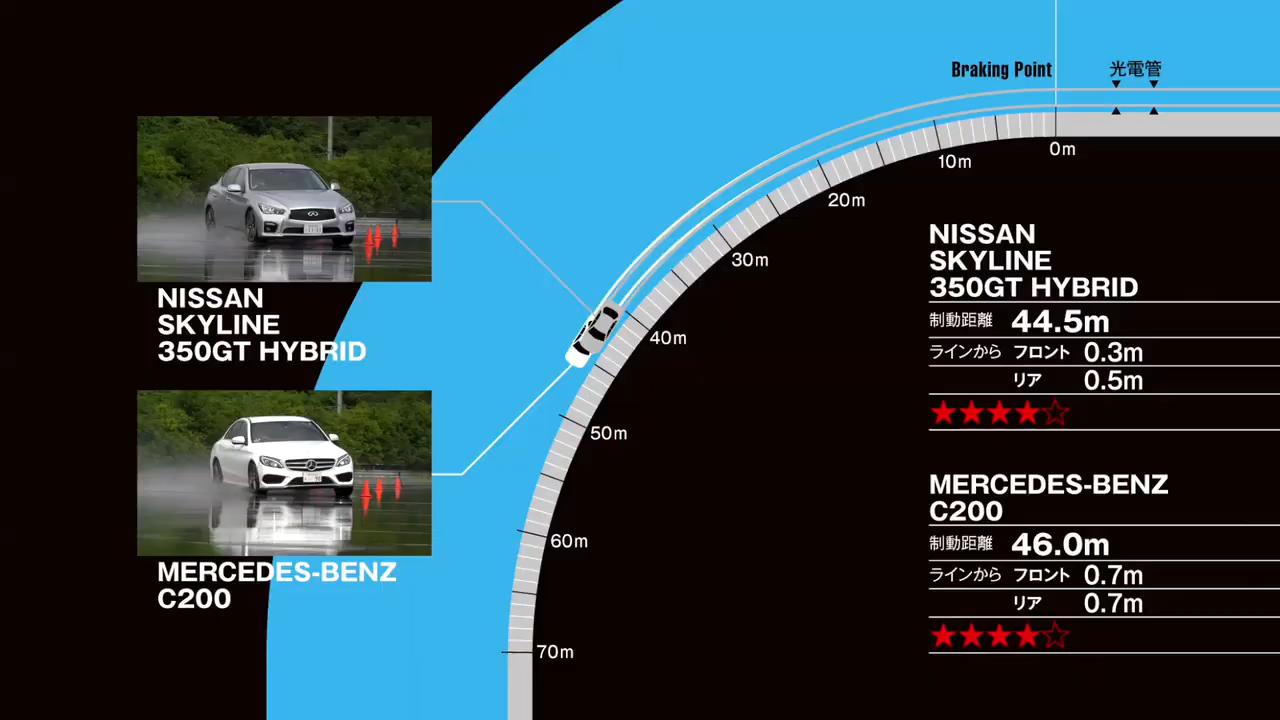 Braking Point
光電管
0m
10m
20m
30m
40m
50m
60m
70m
NISSAN
SKYLINE
350GT HYBRID
MERCEDES-BENZ
C200
NISSAN
SKYLINE
350GT HYBRID
制動距離 44.5m
ラインから フロント 0.3m
リア 0.5m
★★★★☆
MERCEDES-BENZ
C200
制動距離 46.0m
ラインから フロント 0.7m
リア 0.7m
★★★★☆